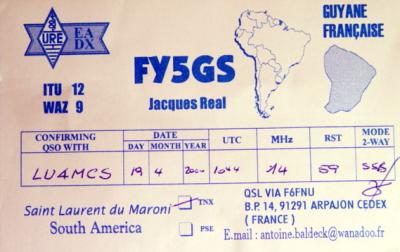 URE
EA
DX
ITU 12
WAZ 9
FY5GS
Jacques Real
GUYANE
FRANÇAISE
CONFIRMING QSO WITH DATE DAY MONTH YEAR UTC MHz RST MODE 2-WAY
LU4MCS 19 4 2000 1044 14 59 SSB
Saint Laurent du Maroni TNX
South America PSE
QSL VIA F6FNU
B.P. 14, 91291 ARPAJON CEDEX
( FRANCE )
E.mail : antoine.baldeck@wanadoo.fr